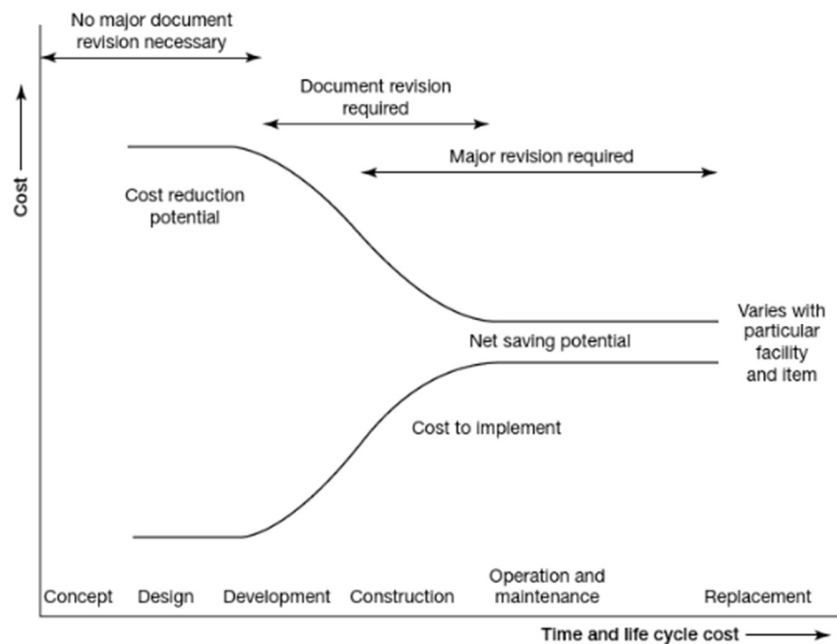 No major document
revision necessary
Document revision
required
Major revision required
Cost
Cost reduction
potential
Varies with
particular
facility
and item
Net saving potential
Cost to implement
Concept
Design
Development
Construction
Operation and
maintenance
Replacement
Time and life cycle cost